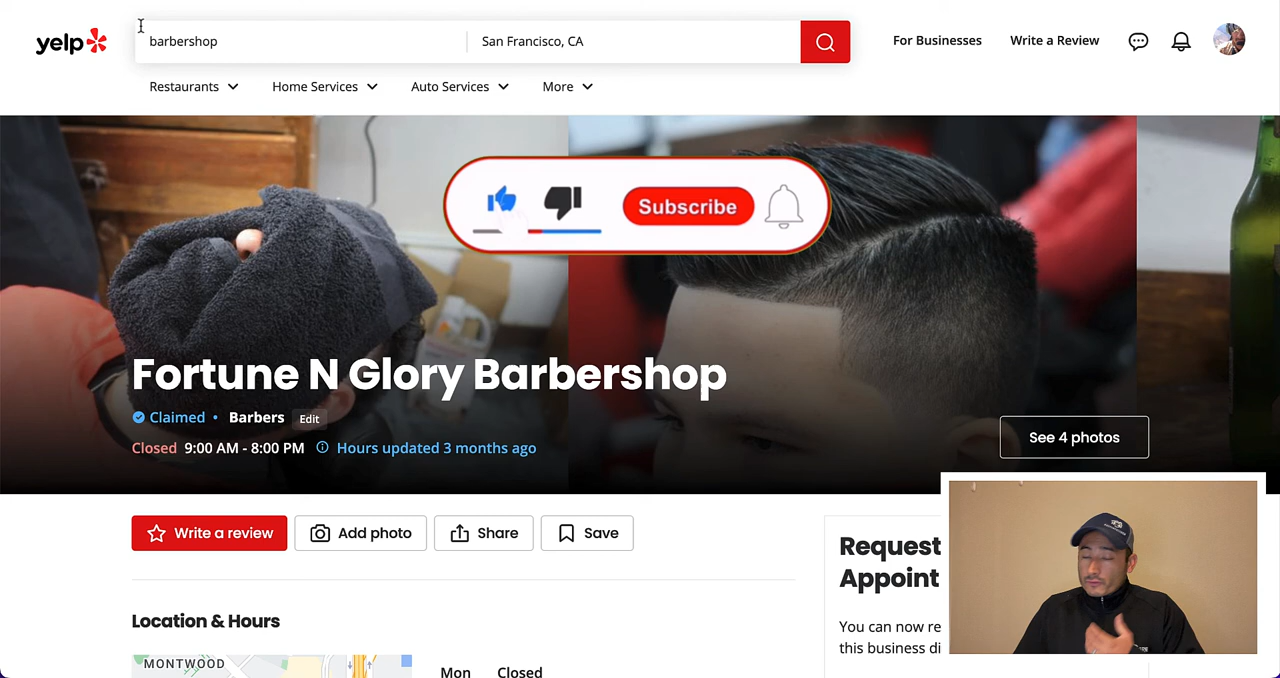 yelp
barbershop
San Francisco, CA
For Businesses
Write a Review
Restaurants
Home Services
Auto Services
More
Subscribe
Fortune N Glory Barbershop
Claimed • Barbers Edit
Closed 9:00 AM - 8:00 PM Hours updated 3 months ago
See 4 photos
Write a review
Add photo
Share
Save
Request
Appoint
You can now re
this business di
Location & Hours
MONTWOOD
Mon Closed